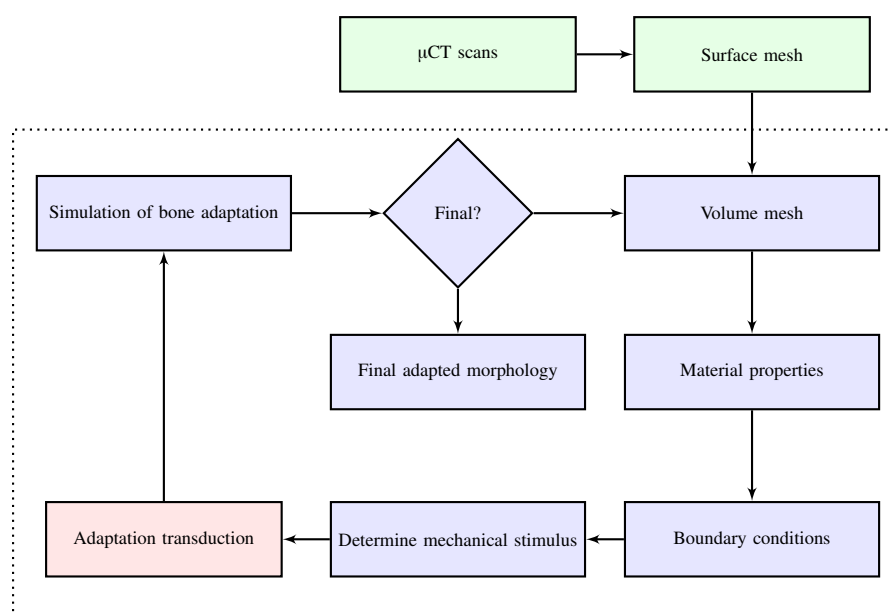 μCT scans
Surface mesh
Simulation of bone adaptation
Final?
Volume mesh
Final adapted morphology
Material properties
Adaptation transduction
Determine mechanical stimulus
Boundary conditions